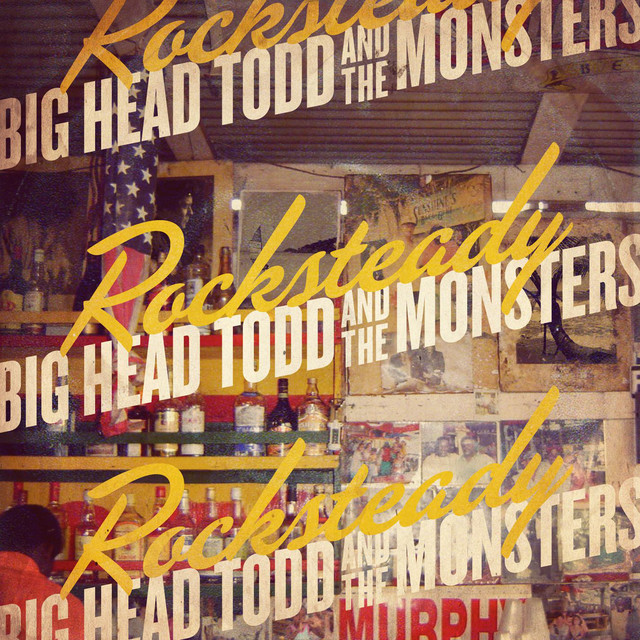 Rocksteady
BIG HEAD TODD AND THE MONSTERS
Rocksteady
BIG HEAD TODD AND THE MONSTERS
Rocksteady
BIG HEAD TODD AND THE MONSTERS
MURPHY